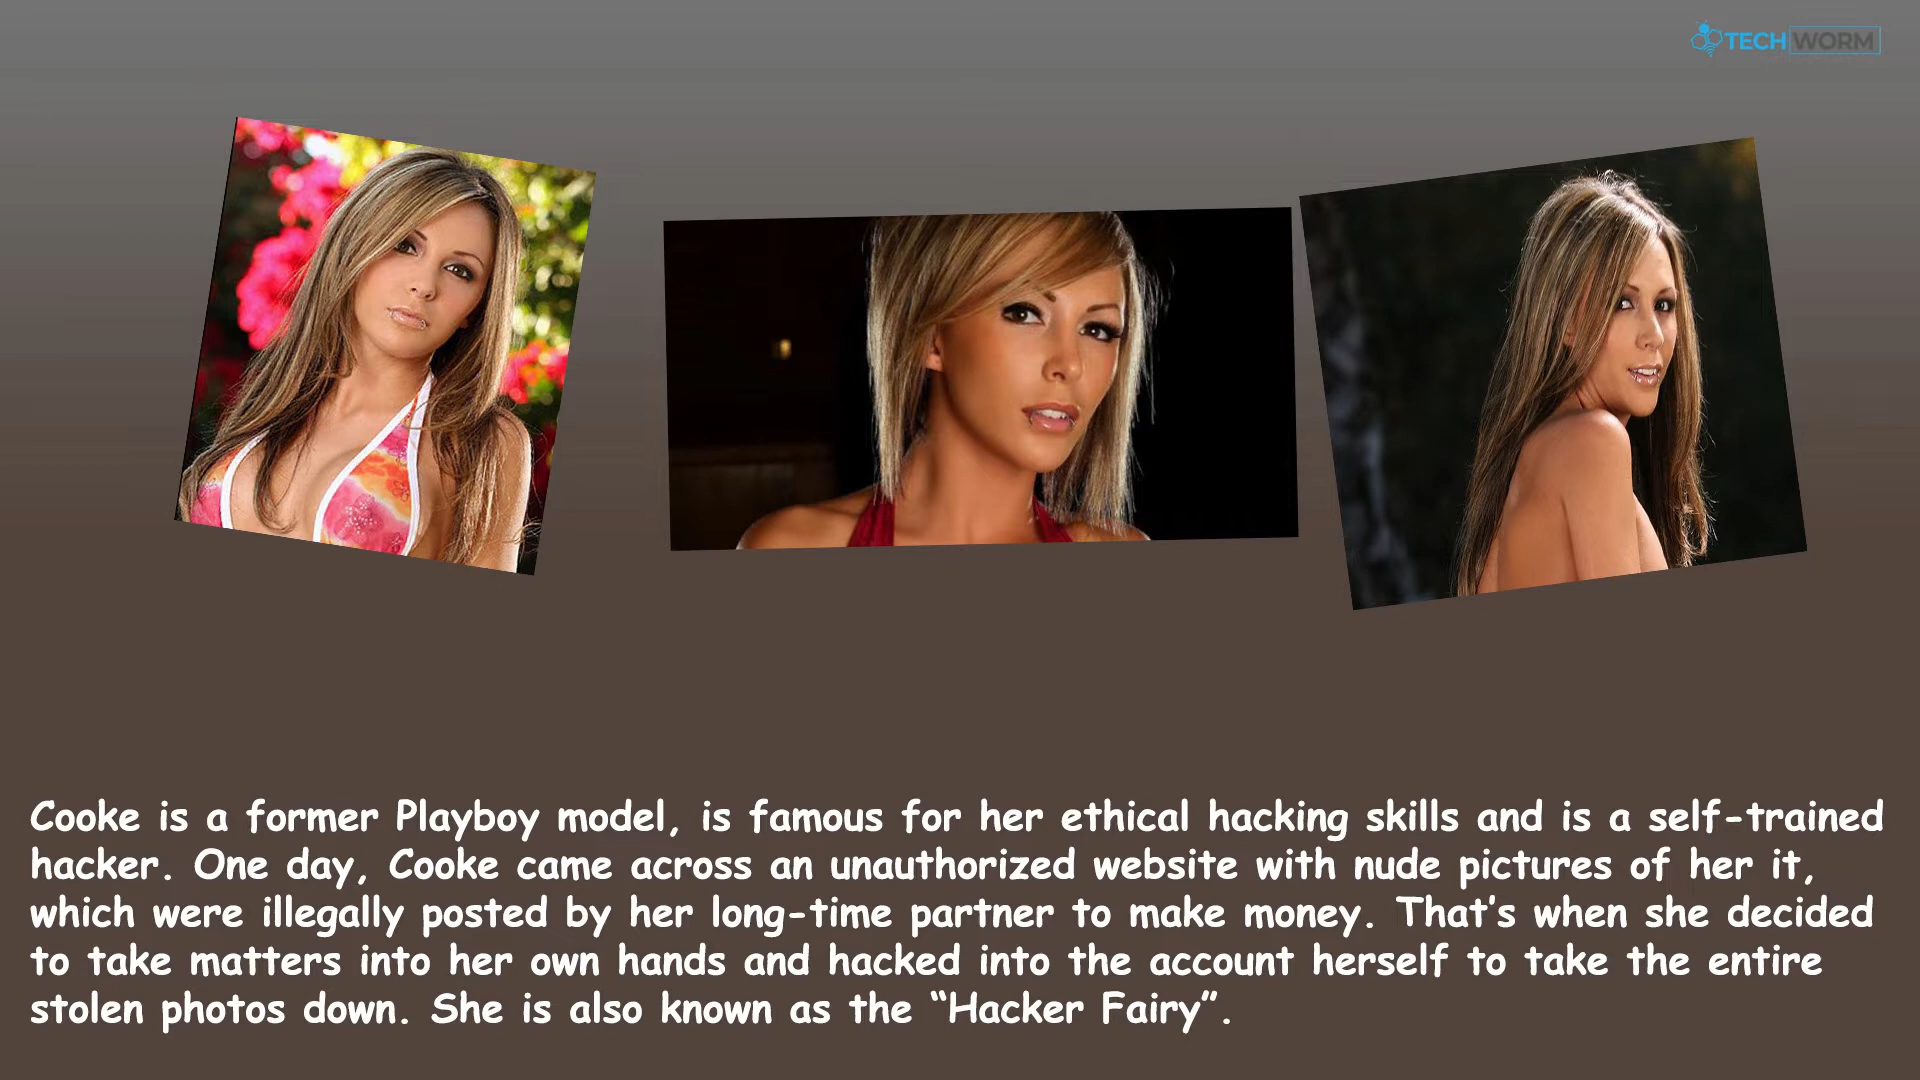 TECHWORM
Cooke is a former Playboy model, is famous for her ethical hacking skills and is a self-trained
hacker. One day, Cooke came across an unauthorized website with nude pictures of her it,
which were illegally posted by her long-time partner to make money. That's when she decided
to take matters into her own hands and hacked into the account herself to take the entire
stolen photos down. She is also known as the “Hacker Fairy”.